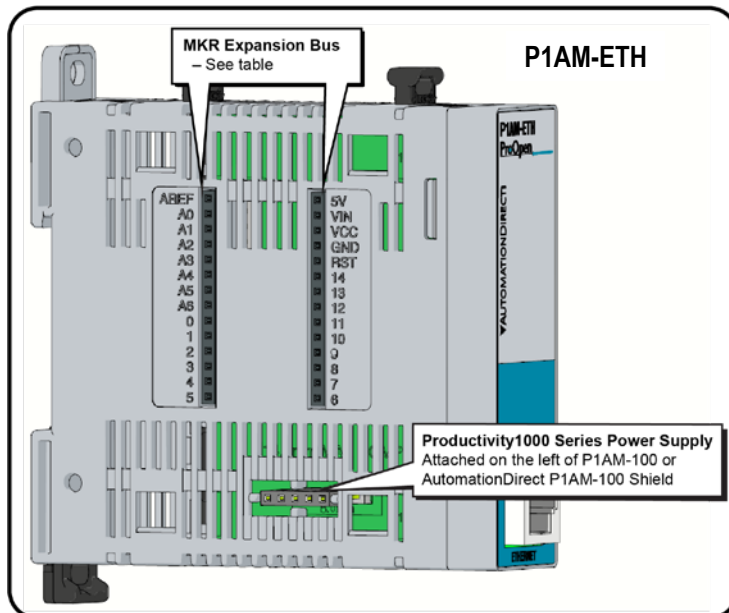 MKR Expansion Bus
– See table
P1AM-ETH
P1AM-ETH
ProOpen
AREF
A0
A1
A2
A3
A4
A5
A6
0
1
2
3
4
5
5V
VIN
VCC
GND
RST
14
13
12
11
10
9
8
7
6
AUTOMATIONDIRECT
Productivity1000 Series Power Supply
Attached on the left of P1AM-100 or
AutomationDirect P1AM-100 Shield
ETHERNET